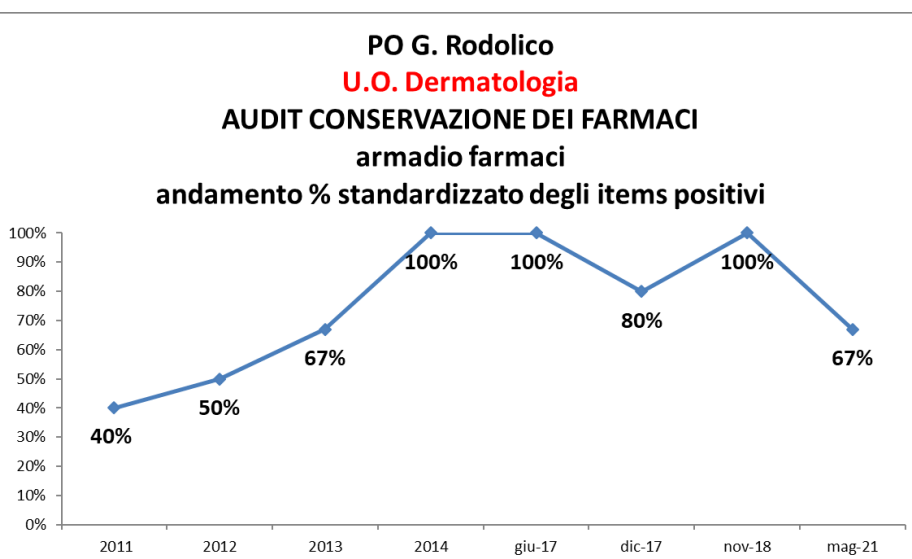 PO G. Rodolico
U.O. Dermatologia
AUDIT CONSERVAZIONE DEI FARMACI
armadio farmaci
andamento % standardizzato degli items positivi
100%
90%
80%
70%
60%
50%
40%
30%
20%
10%
0%
40%
50%
67%
100%
100%
80%
100%
67%
2011
2012
2013
2014
giu-17
dic-17
nov-18
mag-21